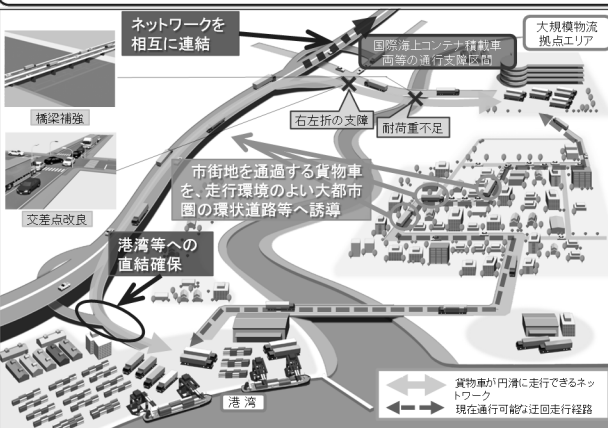 ネットワークを
相互に連結
大規模物流
拠点エリア
国際海上コンテナ積載車
両等の通行支障区間
橋梁補強
右左折の支障
耐荷重不足
市街地を通過する貨物車
を、走行環境のよい大都市
圏の環状道路等へ誘導
交差点改良
港湾等への
直結確保
港湾
貨物車が円滑に走行できるネッ
トワーク
現在通行可能な迂回走行経路